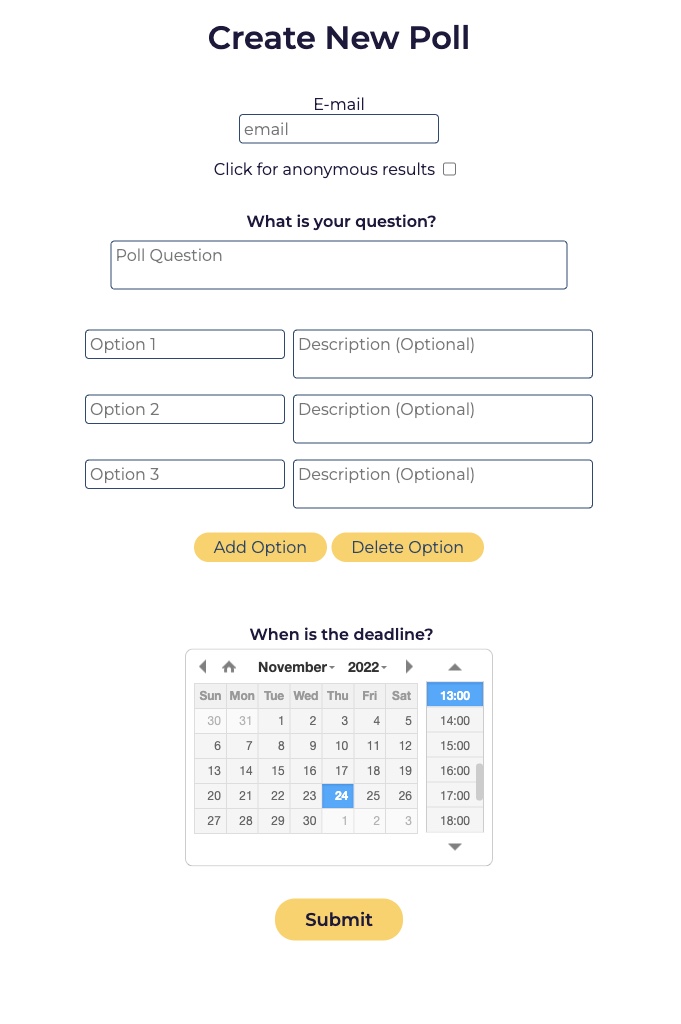 Create New Poll
E-mail
email
Click for anonymous results
What is your question?
Poll Question
Option 1 Description (Optional)
Option 2 Description (Optional)
Option 3 Description (Optional)
Add Option Delete Option
When is the deadline?
November 2022
Sun Mon Tue Wed Thu Fri Sat 13:00
30 31 1 2 3 4 5 14:00
6 7 8 9 10 11 12 15:00
13 14 15 16 17 18 19 16:00
20 21 22 23 24 25 26 17:00
27 28 29 30 1 2 3 18:00
Submit